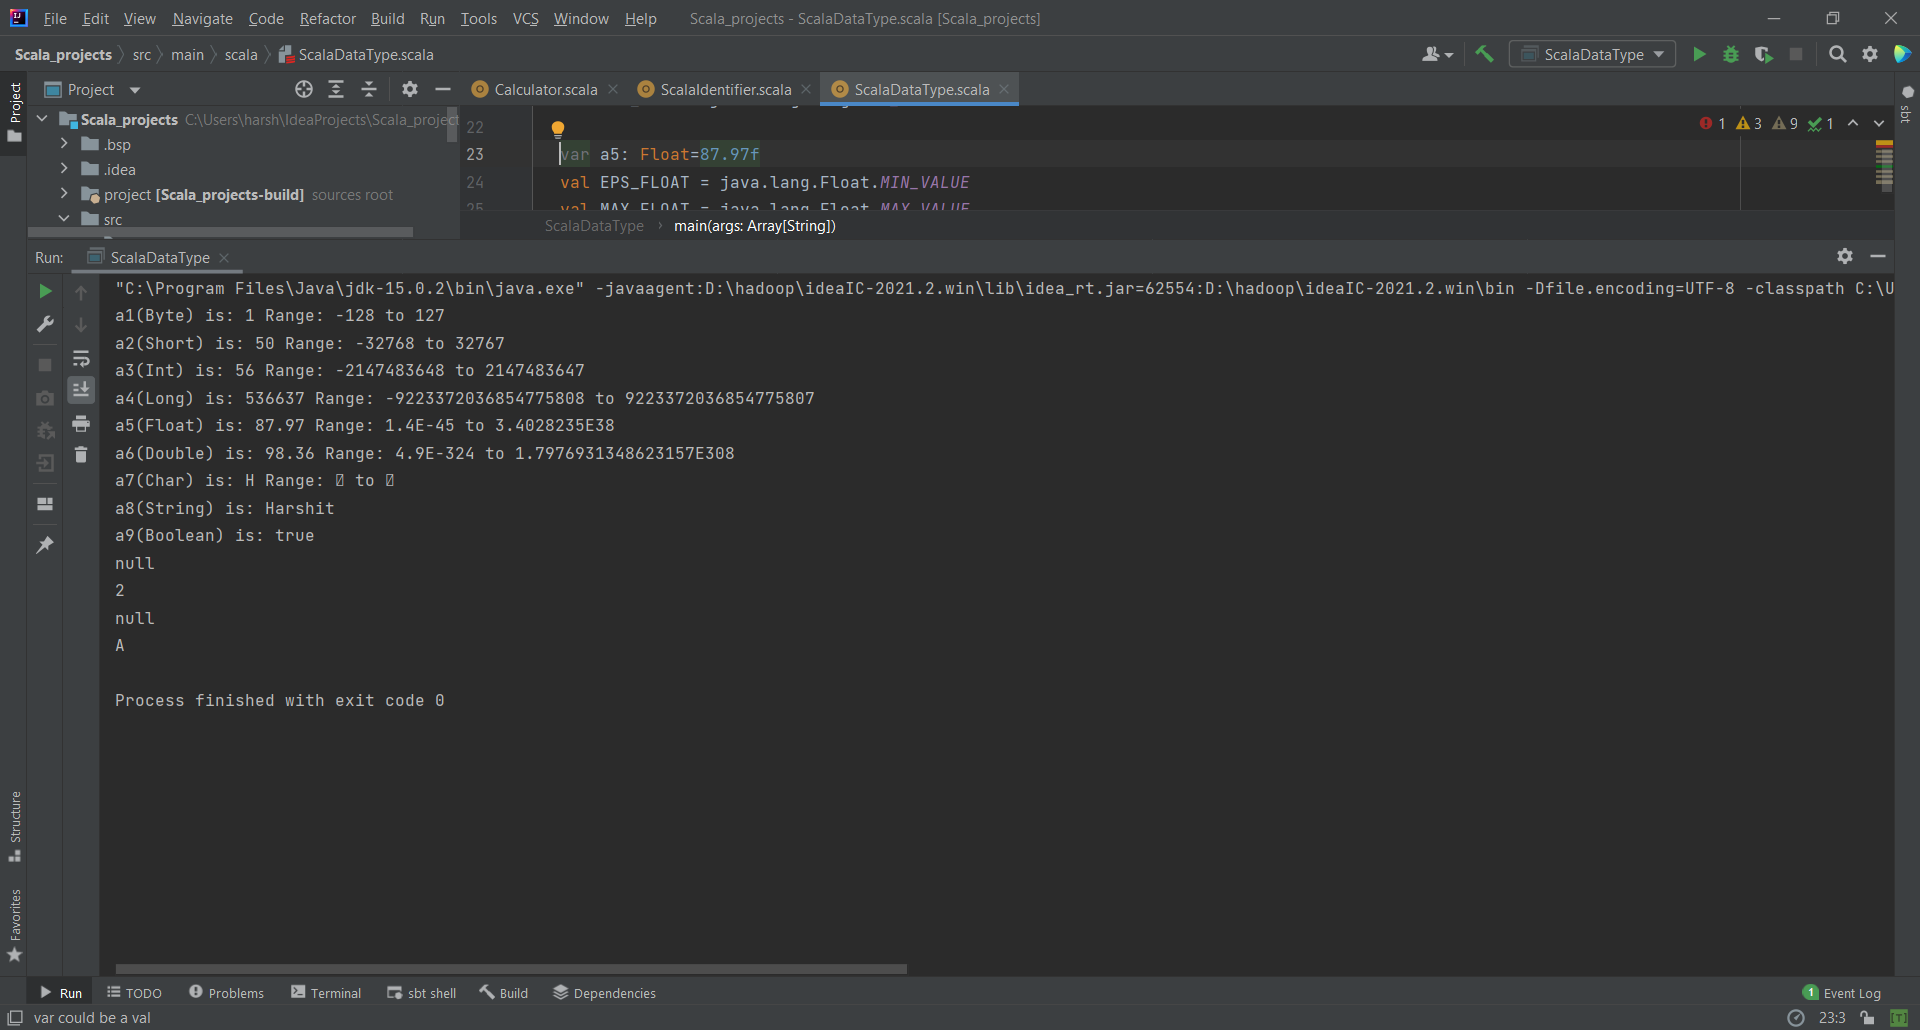 File Edit View Navigate Code Refactor Build Run Tools VCS Window Help Scala_projects - ScalaDataType.scala [Scala_projects]
Scala_projects src main scala ScalaDataType.scala ScalaDataType
Project Calculator.scala ScalaIdentifier.scala ScalaDataType.scala
Project
sbt
Scala_projects C:\Users\harsh\IdeaProjects\Scala_project
.bsp
.idea
project [Scala_projects-build] sources root
src
22
23 var a5: Float=87.97f
24 val EPS_FLOAT = java.lang.Float.MIN_VALUE
25 val MAX_FLOAT = java.lang.Float.MAX_VALUE
1 3 9 1
ScalaDataType main(args: Array[String])
Run: ScalaDataType
"C:\Program Files\Java\jdk-15.0.2\bin\java.exe" -javaagent:D:\hadoop\ideaIC-2021.2.win\lib\idea_rt.jar=62554:D:\hadoop\ideaIC-2021.2.win\bin -Dfile.encoding=UTF-8 -classpath C:\U
a1(Byte) is: 1 Range: -128 to 127
a2(Short) is: 50 Range: -32768 to 32767
a3(Int) is: 56 Range: -2147483648 to 2147483647
a4(Long) is: 536637 Range: -9223372036854775808 to 9223372036854775807
a5(Float) is: 87.97 Range: 1.4E-45 to 3.4028235E38
a6(Double) is: 98.36 Range: 4.9E-324 to 1.7976931348623157E308
a7(Char) is: H Range: to
a8(String) is: Harshit
a9(Boolean) is: true
null
2
null
A
Process finished with exit code 0
Structure
Favorites
Run TODO Problems Terminal sbt shell Build Dependencies 1 Event Log
var could be a val 23:3 [T]